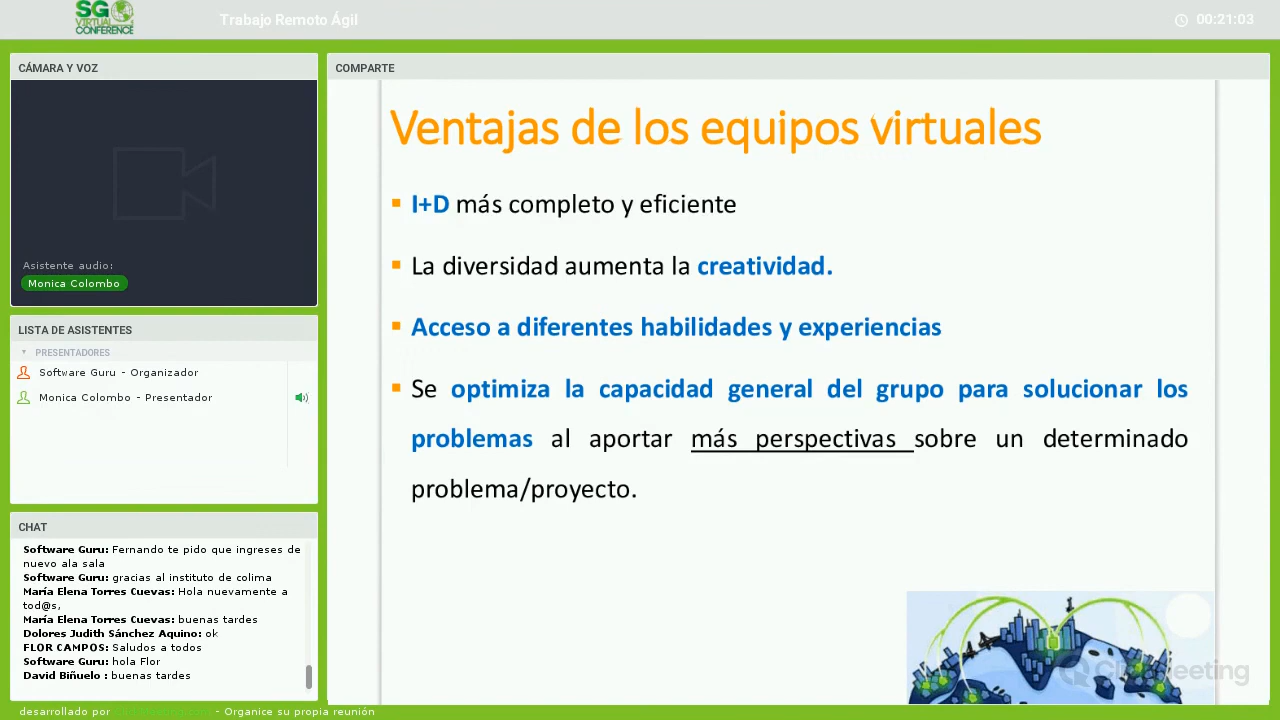 SG
VIRTUAL
CONFERENCE
Trabajo Remoto Ágil
00:21:03
CÁMARA Y VOZ
Asistente audio:
Monica Colombo
LISTA DE ASISTENTES
PRESENTADORES
Software Guru - Organizador
Monica Colombo - Presentador
CHAT
Software Guru: Fernando te pido que ingreses de
nuevo ala sala
Software Guru: gracias al instituto de colima
María Elena Torres Cuevas: Hola nuevamente a
tod@s,
María Elena Torres Cuevas: buenas tardes
Dolores Judith Sánchez Aquino: ok
FLOR CAMPOS: Saludos a todos
Software Guru: hola Flor
David Biñuelo : buenas tardes
COMPARTE
Ventajas de los equipos virtuales
I+D más completo y eficiente
La diversidad aumenta la creatividad.
Acceso a diferentes habilidades y experiencias
Se optimiza la capacidad general del grupo para solucionar los
problemas al aportar más perspectivas sobre un determinado
problema/proyecto.
desarrollado por - Organice su propia reunión